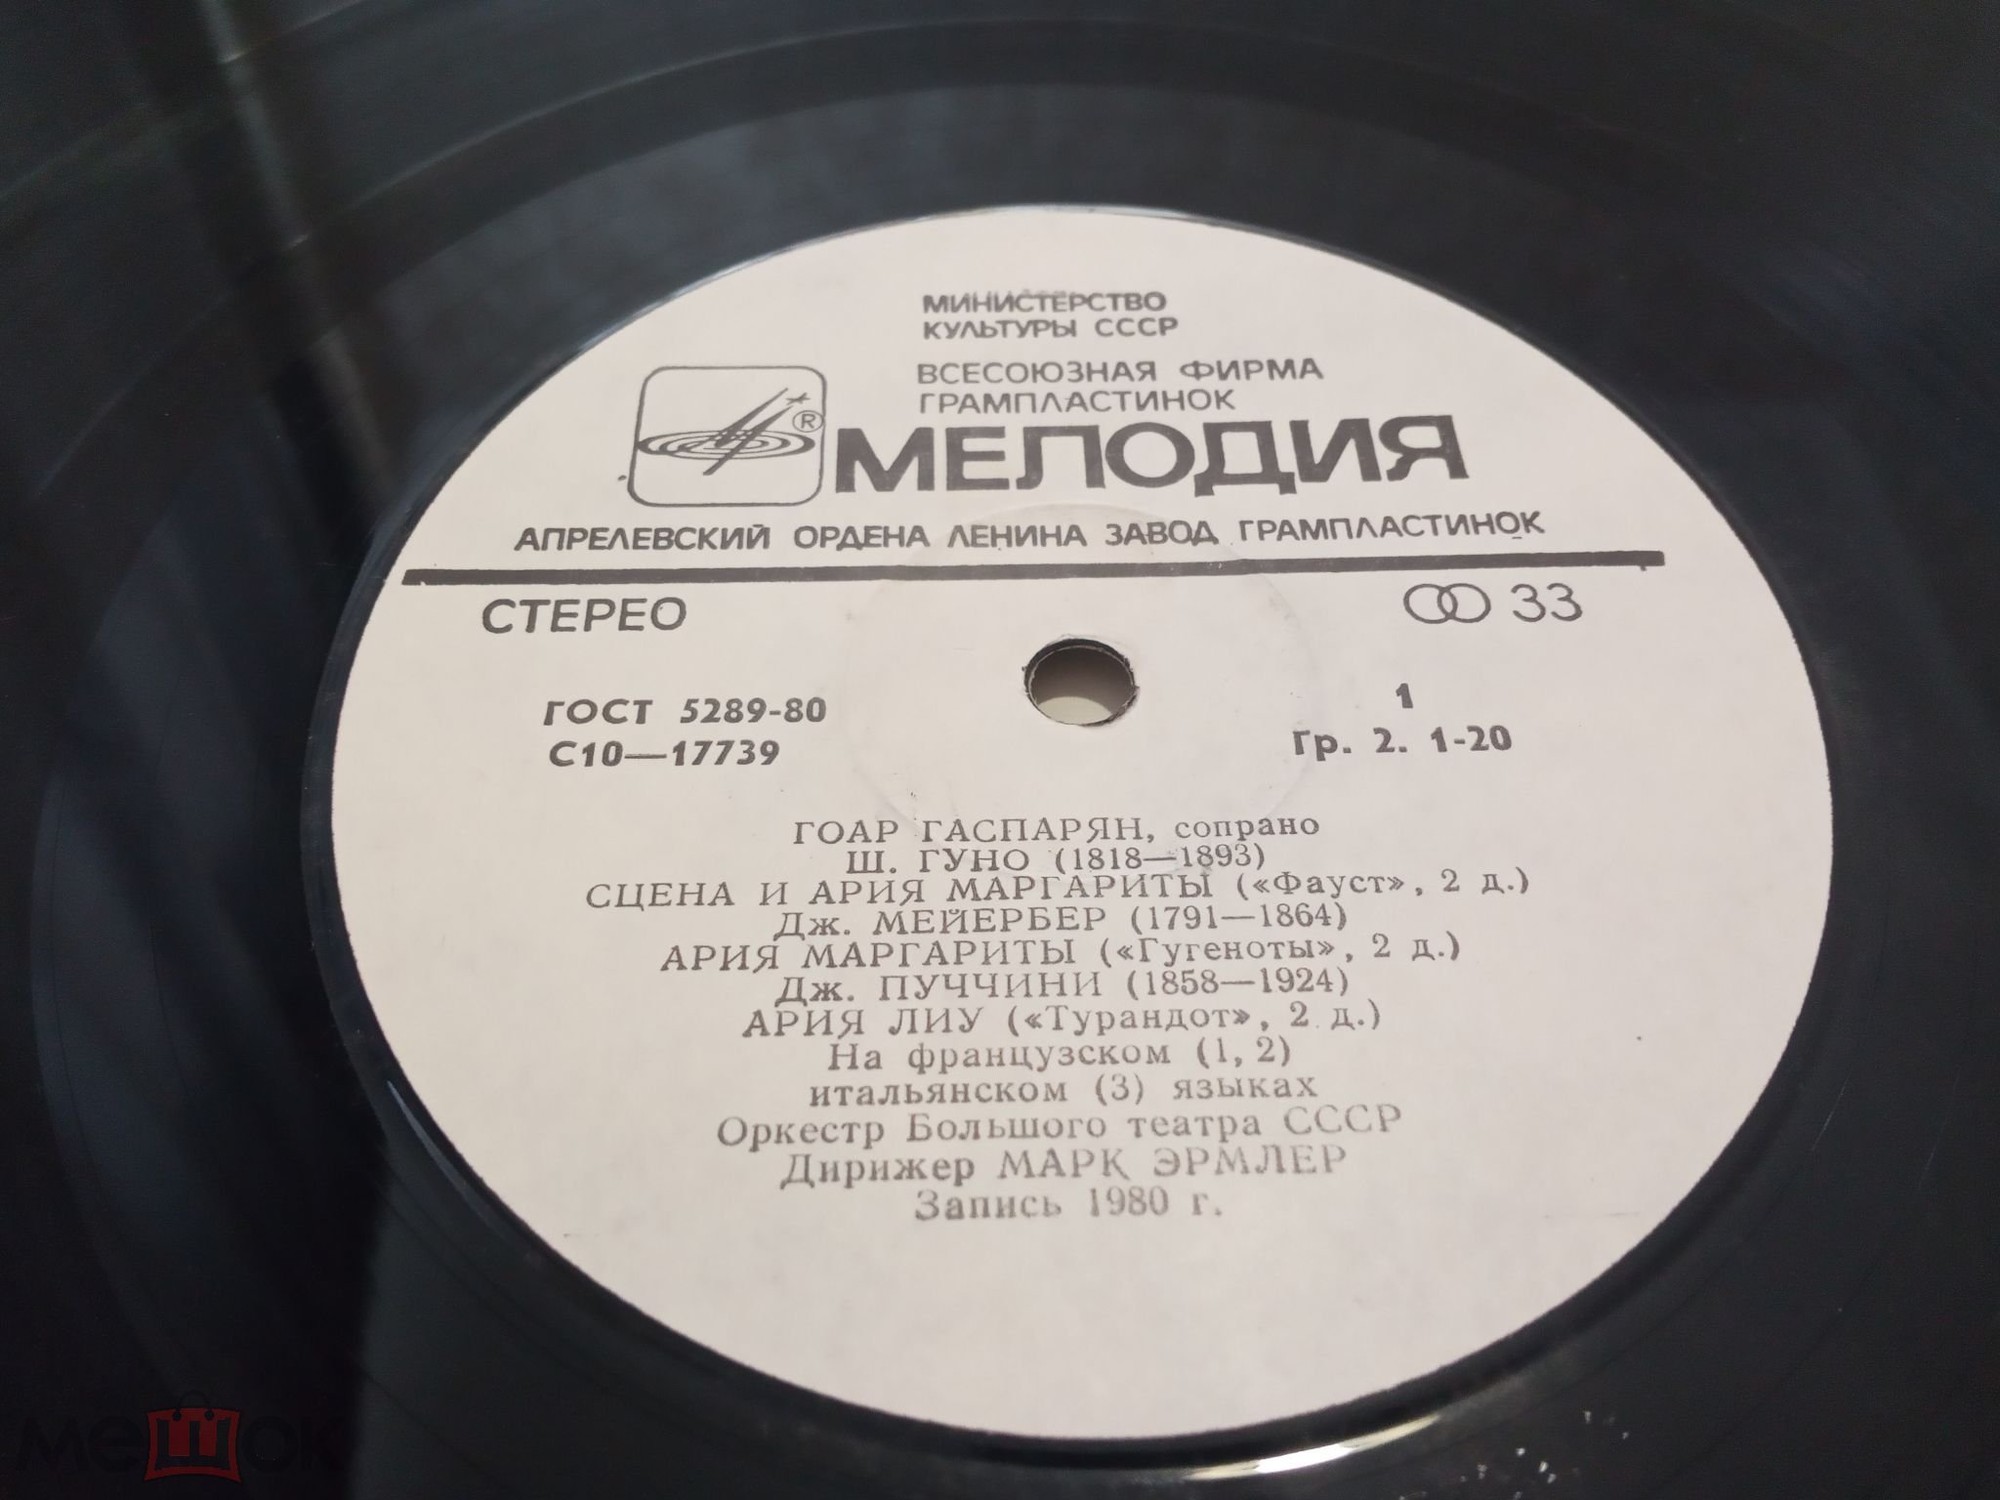 МИНИСТЕРСТВО
КУЛЬТУРЫ СССР
ВСЕСОЮЗНАЯ ФИРМА
ГРАМПЛАСТИНОК
® МЕЛОДИЯ
АПРЕЛЕВСКИЙ ОРДЕНА ЛЕНИНА ЗАВОД ГРАМПЛАСТИНОК
СТЕРЕО 33
ГОСТ 5289-80 1
С10—17739 Гр. 2. 1-20
ГОАР ГАСПАРЯН, сопрано
Ш. ГУНО (1818—1893)
СЦЕНА И АРИЯ МАРГАРИТЫ («Фауст», 2 д.)
Дж. МЕЙЕРБЕР (1791—1864)
АРИЯ МАРГАРИТЫ («Гугеноты», 2 д.)
Дж. ПУЧЧИНИ (1858—1924)
АРИЯ ЛИУ («Турандот», 2 д.)
На французском (1, 2)
итальянском (3) языках
Оркестр Большого театра СССР
Дирижер МАРК ЭРМЛЕР
Запись 1980 г.
мешок